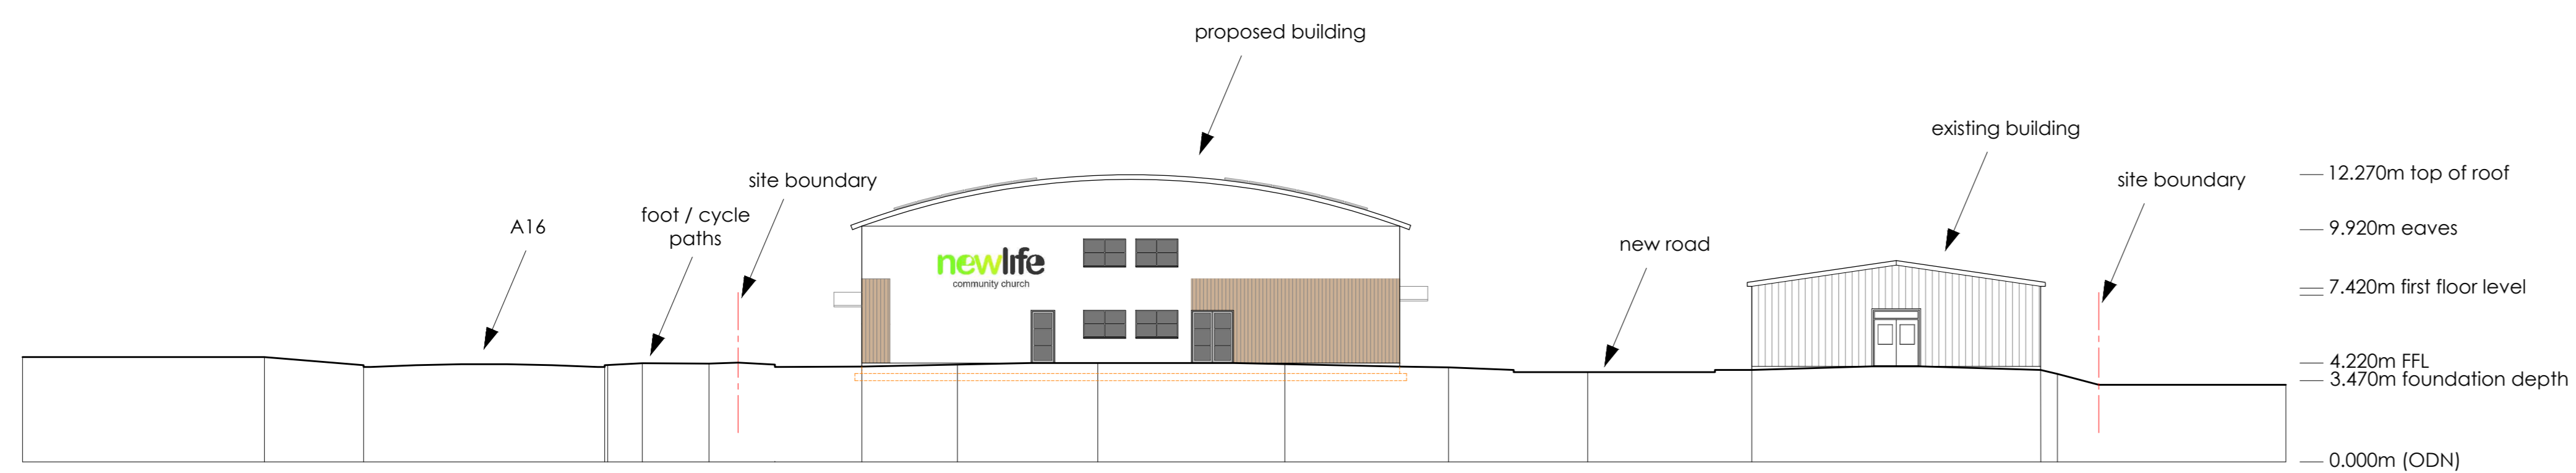 proposed building
existing building
site boundary
site boundary
foot / cycle
paths
A16
new road
newlife
community church
12.270m top of roof
9.920m eaves
7.420m first floor level
4.220m FFL
3.470m foundation depth
0.000m (ODN)